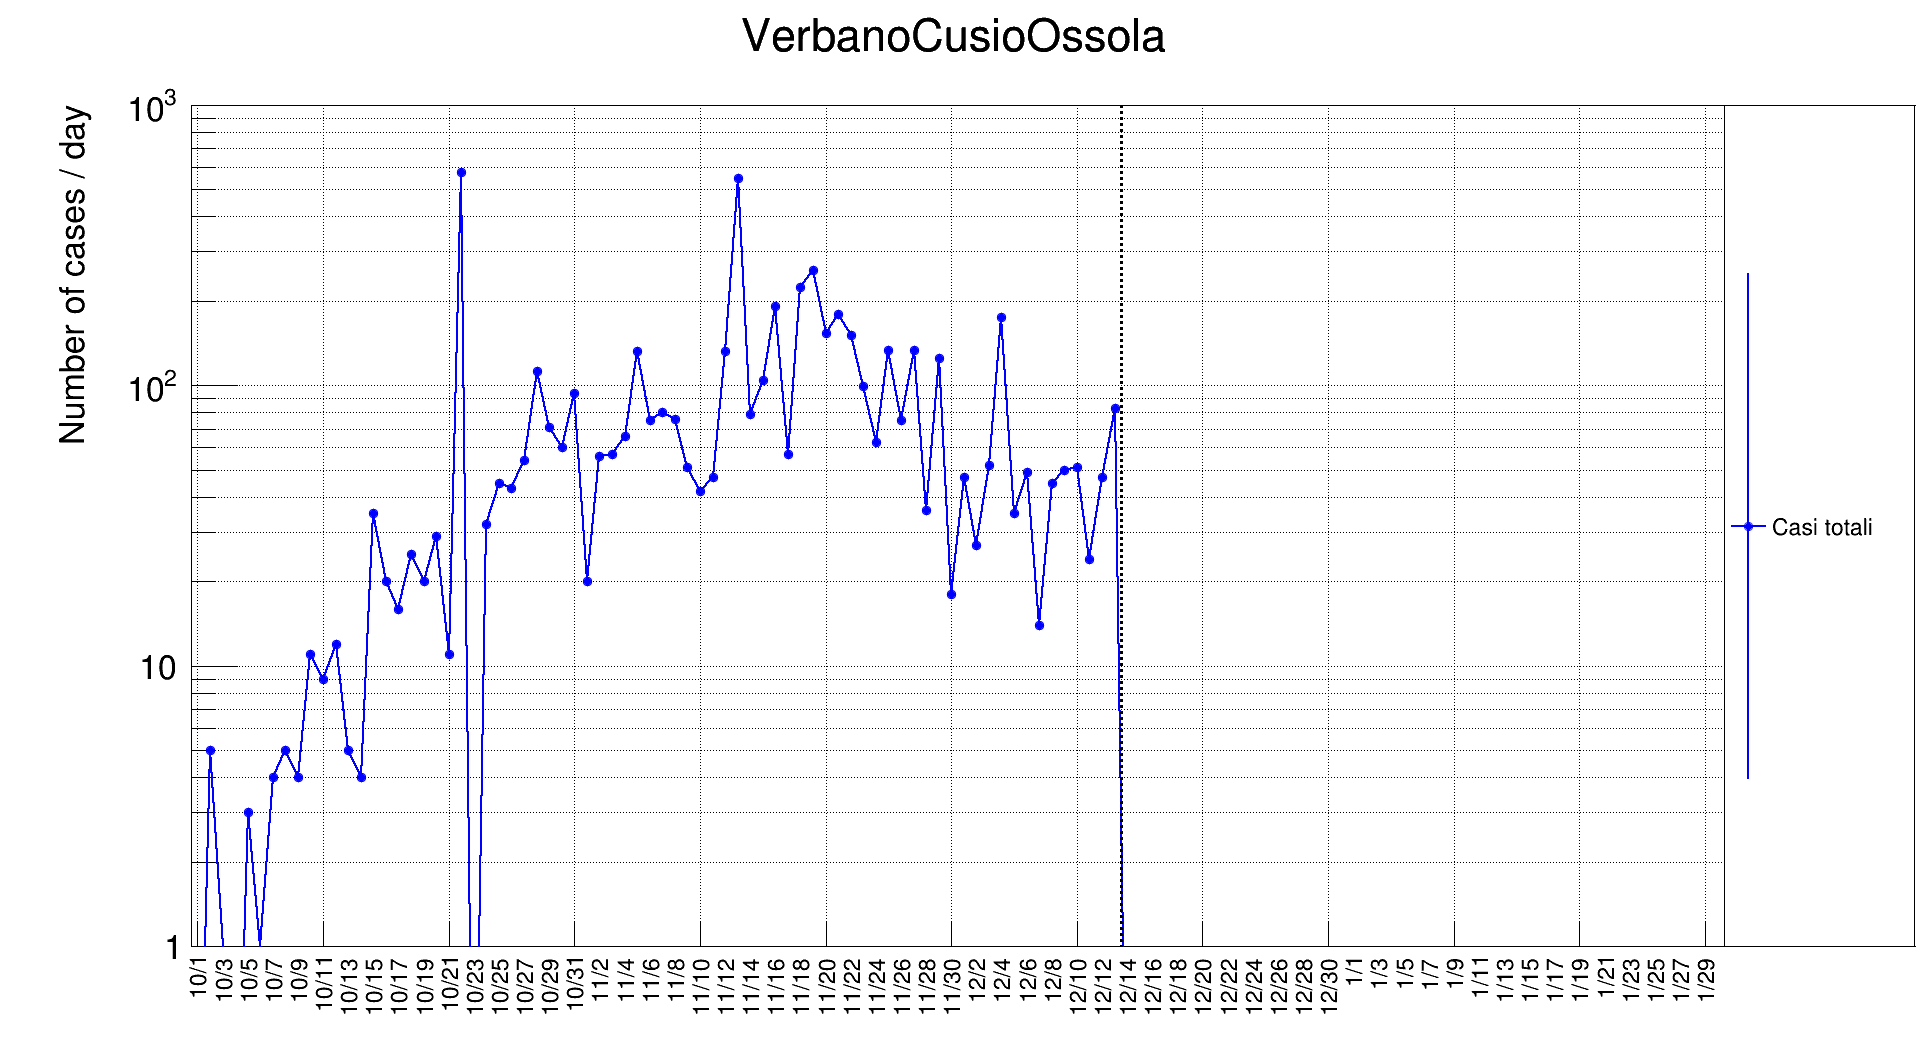 VerbanoCusioOssola
Number of cases / day
10³
10²
10
1
10/1 10/3 10/5 10/7 10/9 10/11 10/13 10/15 10/17 10/19 10/21 10/23 10/25 10/27 10/29 10/31 11/2 11/4 11/6 11/8 11/10 11/12 11/14 11/16 11/18 11/20 11/22 11/24 11/26 11/28 11/30 12/2 12/4 12/6 12/8 12/10 12/12 12/14 12/16 12/18 12/20 12/22 12/24 12/26 12/28 12/30 1/1 1/3 1/5 1/7 1/9 1/11 1/13 1/15 1/17 1/19 1/21 1/23 1/25 1/27 1/29
Casi totali